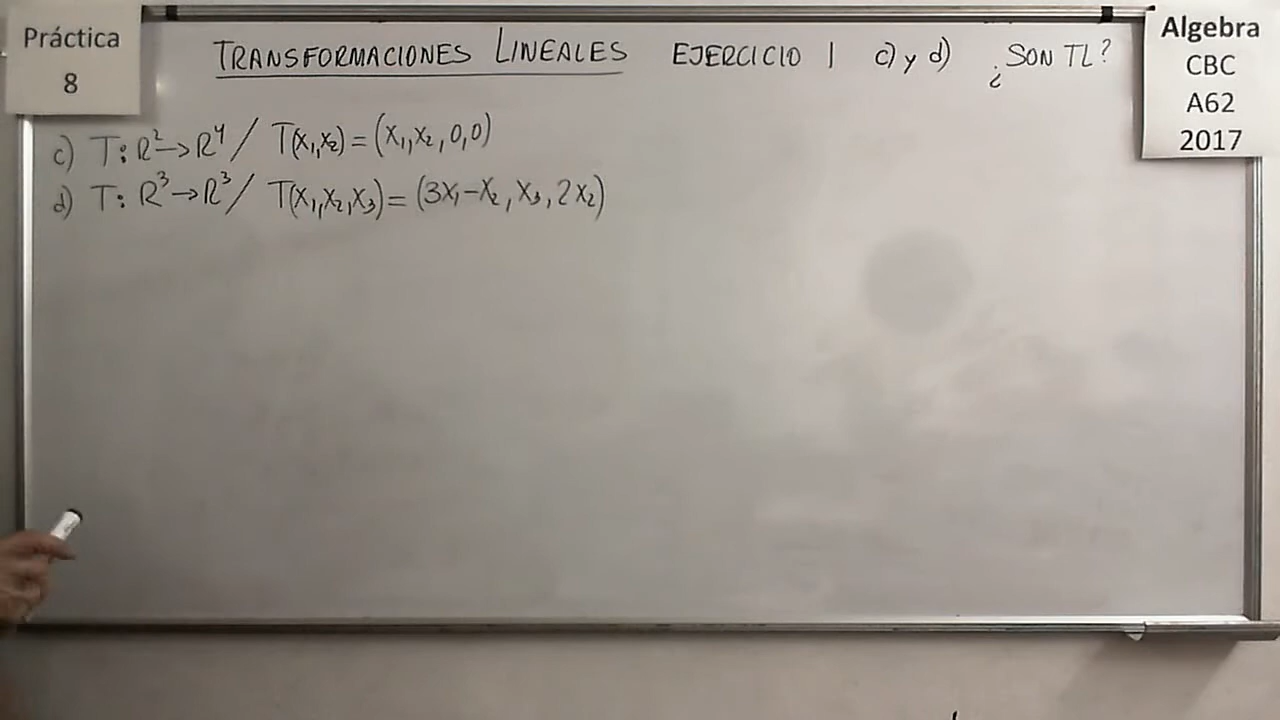 Práctica
8
TRANSFORMACIONES LINEALES EJERCICIO 1 c) y d) ¿SON TL?
Algebra
CBC
A62
2017
c) T: R² → R⁴ / T(x₁,x₂) = (x₁,x₂,0,0)
d) T: R³ → R³ / T(x₁,x₂,x₃) = (3x₁-x₂,x₃,2x₂)